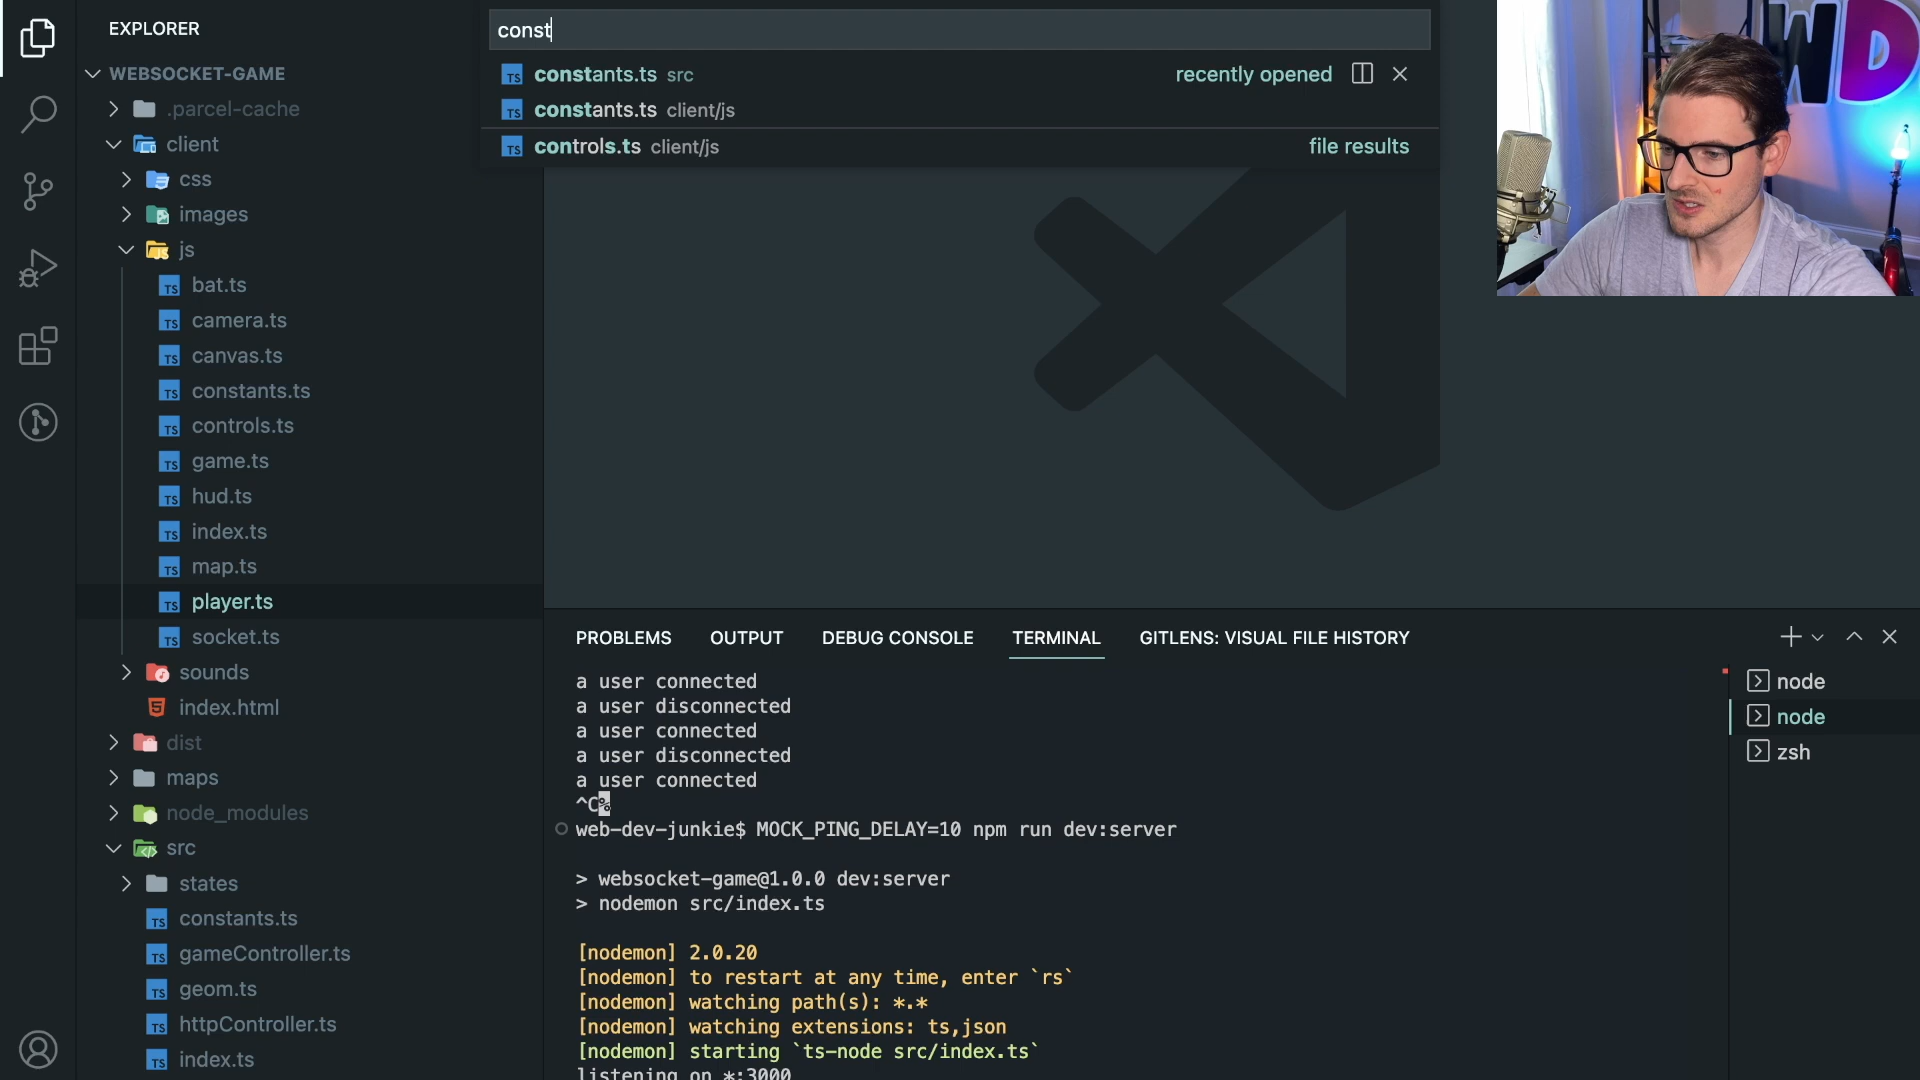 EXPLORER
WEBSOCKET-GAME
.parcel-cache
client
css
images
js
bat.ts
camera.ts
canvas.ts
constants.ts
controls.ts
game.ts
hud.ts
index.ts
map.ts
player.ts
socket.ts
sounds
index.html
dist
maps
node_modules
src
states
constants.ts
gameController.ts
geom.ts
httpController.ts
index.ts
const
constants.ts src recently opened
constants.ts client/js
controls.ts client/js file results
WD
PROBLEMS OUTPUT DEBUG CONSOLE TERMINAL GITLENS: VISUAL FILE HISTORY
a user connected
a user disconnected
a user connected
a user disconnected
a user connected
^C%
web-dev-junkie$ MOCK_PING_DELAY=10 npm run dev:server
> websocket-game@1.0.0 dev:server
> nodemon src/index.ts
[nodemon] 2.0.20
[nodemon] to restart at any time, enter `rs`
[nodemon] watching path(s): *.*
[nodemon] watching extensions: ts,json
[nodemon] starting `ts-node src/index.ts`
listening on *:3000
node
node
zsh